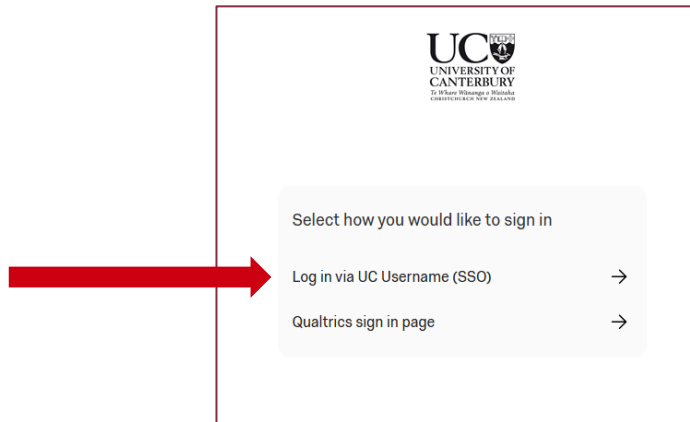 UC
UNIVERSITY OF
CANTERBURY
Te Whare Wānanga o Waitaha
CHRISTCHURCH NEW ZEALAND
Select how you would like to sign in
Log in via UC Username (SSO)
Qualtrics sign in page